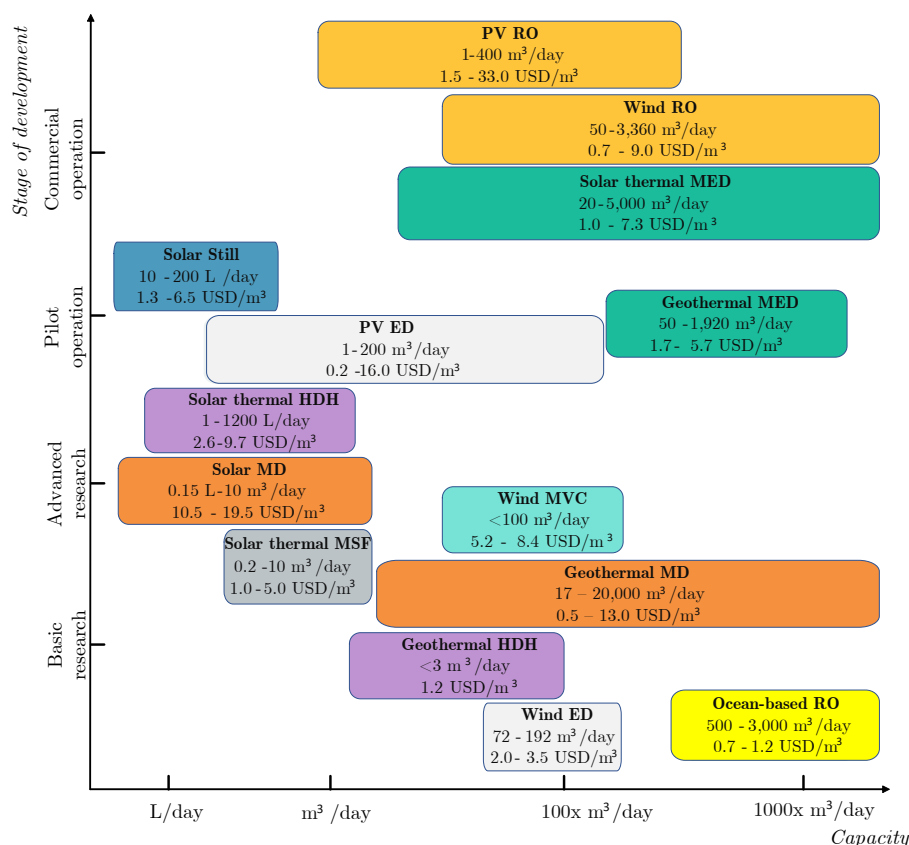 Stage of development
Commercial
operation
Pilot
operation
Advanced
research
Basic
research
PV RO
1-400 m³/day
1.5 - 33.0 USD/m³
Wind RO
50-3,360 m³/day
0.7 - 9.0 USD/m³
Solar thermal MED
20-5,000 m³/day
1.0 - 7.3 USD/m³
Solar Still
10 -200 L /day
1.3 -6.5 USD/m³
Geothermal MED
50 -1,920 m³/day
1.7- 5.7 USD/m³
PV ED
1-200 m³/day
0.2 -16.0 USD/m³
Solar thermal HDH
1-1200 L/day
2.6-9.7 USD/m³
Solar MD
0.15 L-10 m³/day
10.5 - 19.5 USD/m³
Wind MVC
<100 m³/day
5.2 - 8.4 USD/m³
Solar thermal MSF
0.2 -10 m³/day
1.0-5.0 USD/m³
Geothermal MD
17 – 20,000 m³/day
0.5 – 13.0 USD/m³
Geothermal HDH
<3 m³/day
1.2 USD/m³
Wind ED
72 - 192 m³/day
2.0- 3.5 USD/m³
Ocean-based RO
500 - 3,000 m³/day
0.7 - 1.2 USD/m³
L/day
m³/day
100x m³/day
1000x m³/day
Capacity